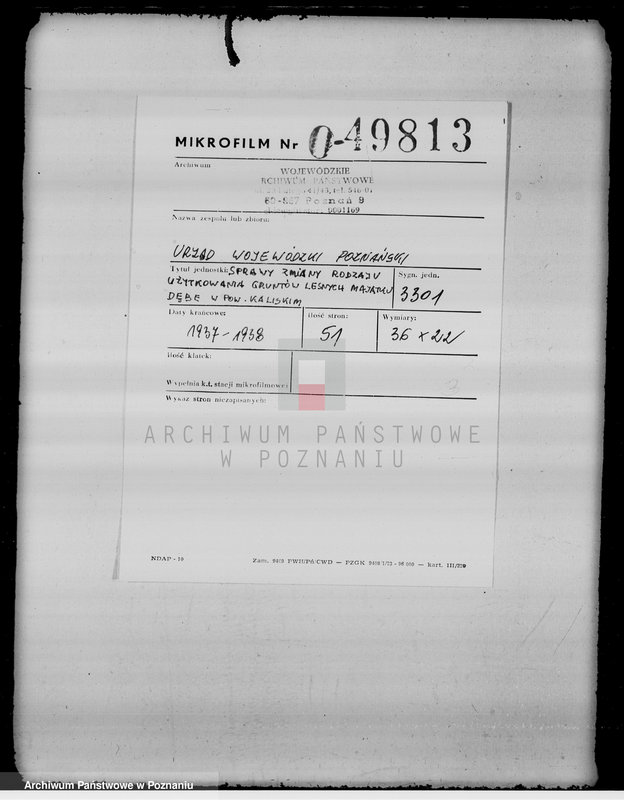 MIKROFILM Nr O-49813
Archiwum
WOJEWÓDZKIE
RCHIWUM PAŃSTWOWE
60-967 Poznań 9
Nazwa zespołu lub zbioru:
URZĄD WOJEWÓDZKI POZNAŃSKI
Tytuł jednostki: SPRAWY ZMIANY RODZAJU
UŻYTKOWANIA GRUNTÓW LEŚNYCH MAJĄTKU
DĘBE W POW. KALISKIM
Sygn. jedn.
3301
Daty krańcowe:
1937-1938
Ilość stron:
51
Wymiary:
36 x 22
Ilość klatek:
Wypełnia k.t. stacji mikrofilmowej
Wykaz stron niezapisanych:
ARCHIWUM PAŃSTWOWE
W POZNANIU
NDAP - 10
Archiwum Państwowe w Poznaniu